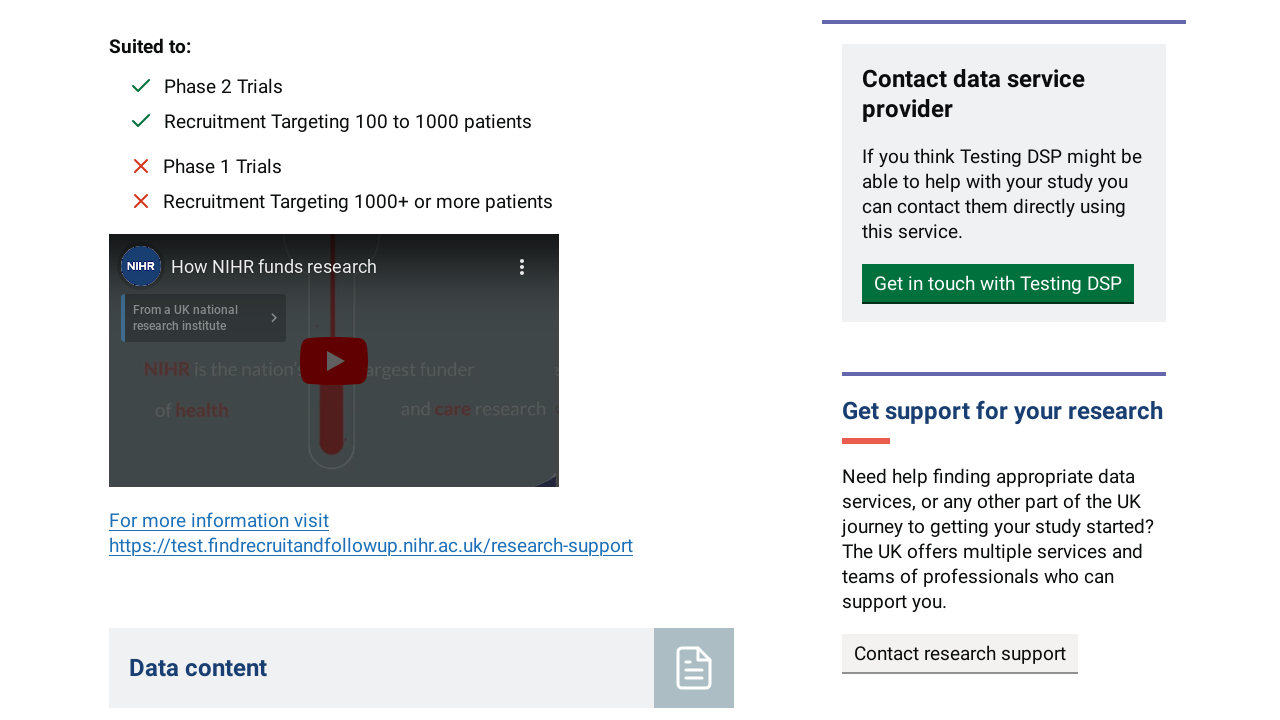 Suited to:
Phase 2 Trials
Recruitment Targeting 100 to 1000 patients
Phase 1 Trials
Recruitment Targeting 1000+ or more patients
NIHR
How NIHR funds research
From a UK national
research institute
NIHR is the nation's largest funder
of health and care research
For more information visit
https://test.findrecruitandfollowup.nihr.ac.uk/research-support
Data content
Contact data service
provider
If you think Testing DSP might be
able to help with your study you
can contact them directly using
this service.
Get in touch with Testing DSP
Get support for your research
Need help finding appropriate data
services, or any other part of the UK
journey to getting your study started?
The UK offers multiple services and
teams of professionals who can
support you.
Contact research support